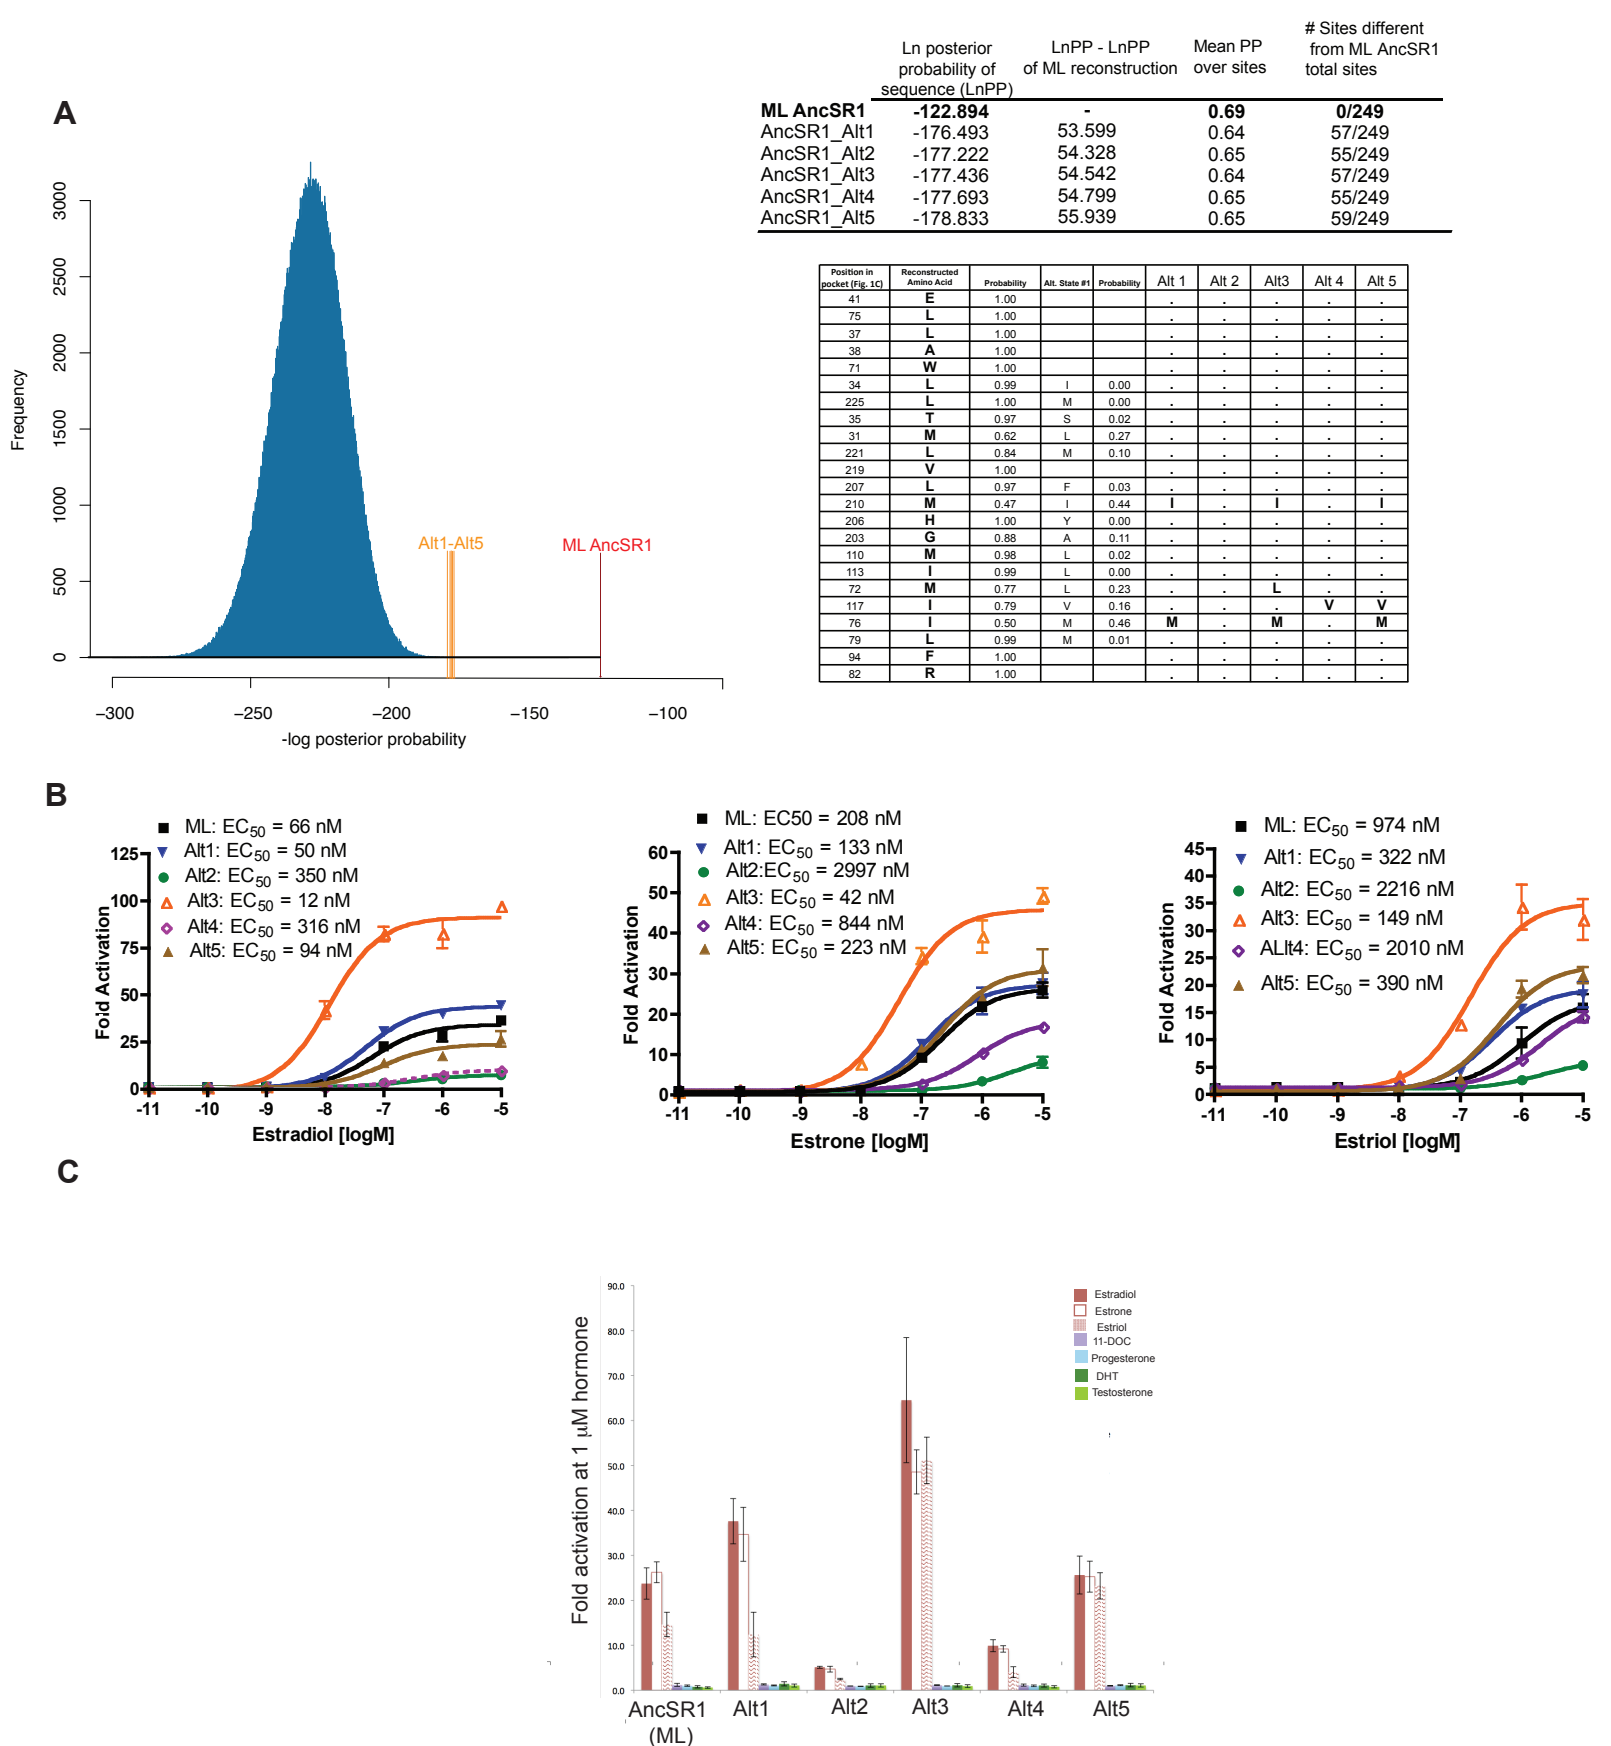 A
Ln posterior probability of sequence (LnPP)	LnPP - LnPP of ML reconstruction	Mean PP over sites	# Sites different from ML AncSR1 total sites
ML AncSR1	-122.894	-	0.69	0/249
AncSR1_Alt1	-176.493	53.599	0.64	57/249
AncSR1_Alt2	-177.222	54.328	0.65	55/249
AncSR1_Alt3	-177.436	54.542	0.64	57/249
AncSR1_Alt4	-177.693	54.799	0.65	55/249
AncSR1_Alt5	-178.833	55.939	0.65	59/249
Frequency
3000
2500
2000
1500
1000
500
0
Alt1-Alt5
ML AncSR1
−300 −250 −200 −150 −100
-log posterior probability
Position in pocket (Fig. 1C)	Reconstructed Amino Acid	Probability	Alt. State #1	Probability	Alt 1	Alt 2	Alt3	Alt 4	Alt 5
41 E 1.00 . . . . .
75 L 1.00 . . . . .
37 L 1.00 . . . . .
38 A 1.00 . . . . .
71 W 1.00 . . . . .
34 L 0.99 I 0.00 . . . . .
225 L 1.00 M 0.00 . . . . .
35 T 0.97 S 0.02 . . . . .
31 M 0.62 L 0.27 . . . . .
221 L 0.84 M 0.10 . . . . .
219 V 1.00 . . . . .
207 L 0.97 F 0.03 . . . . .
210 M 0.47 I 0.44 I . I . I
206 H 1.00 Y 0.00 . . . . .
203 G 0.88 A 0.11 . . . . .
110 M 0.98 L 0.02 . . . . .
113 I 0.99 L 0.00 . . . . .
72 M 0.77 L 0.23 . . L . .
117 I 0.79 V 0.16 . . . V V
76 I 0.50 M 0.46 M . M . M
79 L 0.99 M 0.01 . . . . .
94 F 1.00 . . . . .
82 R 1.00 . . . . .
B
ML: EC50 = 66 nM
Alt1: EC50 = 50 nM
Alt2: EC50 = 350 nM
Alt3: EC50 = 12 nM
Alt4: EC50 = 316 nM
Alt5: EC50 = 94 nM
Fold Activation
125
100
75
50
25
0
-11 -10 -9 -8 -7 -6 -5
Estradiol [logM]
ML: EC50 = 208 nM
Alt1: EC50 = 133 nM
Alt2:EC50 = 2997 nM
Alt3: EC50 = 42 nM
Alt4: EC50 = 844 nM
Alt5: EC50 = 223 nM
Fold Activation
60
50
40
30
20
10
0
-11 -10 -9 -8 -7 -6 -5
Estrone [logM]
ML: EC50 = 974 nM
Alt1: EC50 = 322 nM
Alt2: EC50 = 2216 nM
Alt3: EC50 = 149 nM
ALlt4: EC50 = 2010 nM
Alt5: EC50 = 390 nM
Fold Activation
45
40
35
30
25
20
15
10
5
0
-11 -10 -9 -8 -7 -6 -5
Estriol [logM]
C
Fold activation at 1 µM hormone
90.0
80.0
70.0
60.0
50.0
40.0
30.0
20.0
10.0
0.0
Estradiol
Estrone
Estriol
11-DOC
Progesterone
DHT
Testosterone
AncSR1 (ML) Alt1 Alt2 Alt3 Alt4 Alt5